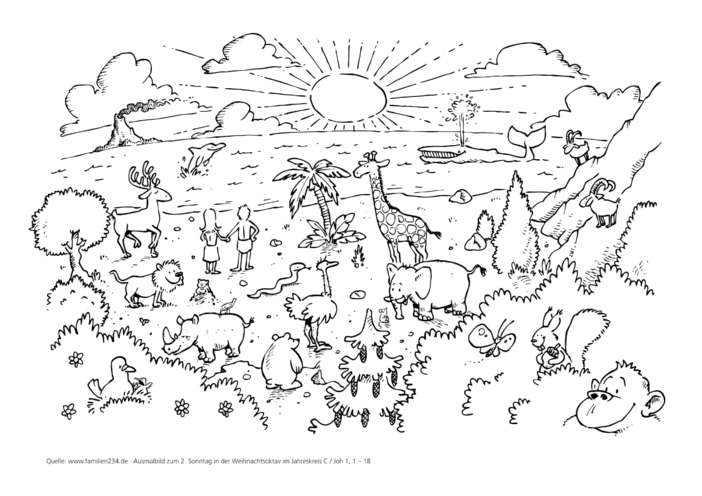 Quelle: www.familien234.de · Ausmalbild zum 2. Sonntag in der Weihnachtsoktav im Jahreskreis C / Joh 1, 1 – 18